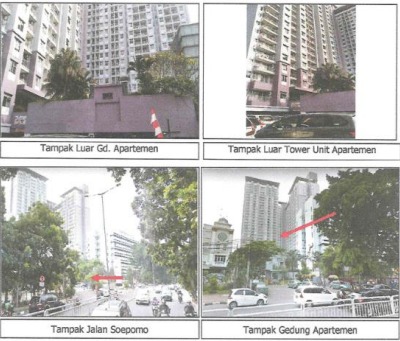 Tampak Luar Gd. Apartemen
Tampak Luar Tower Unit Apartemen
Tampak Jalan Soepomo
Tampak Gedung Apartemen